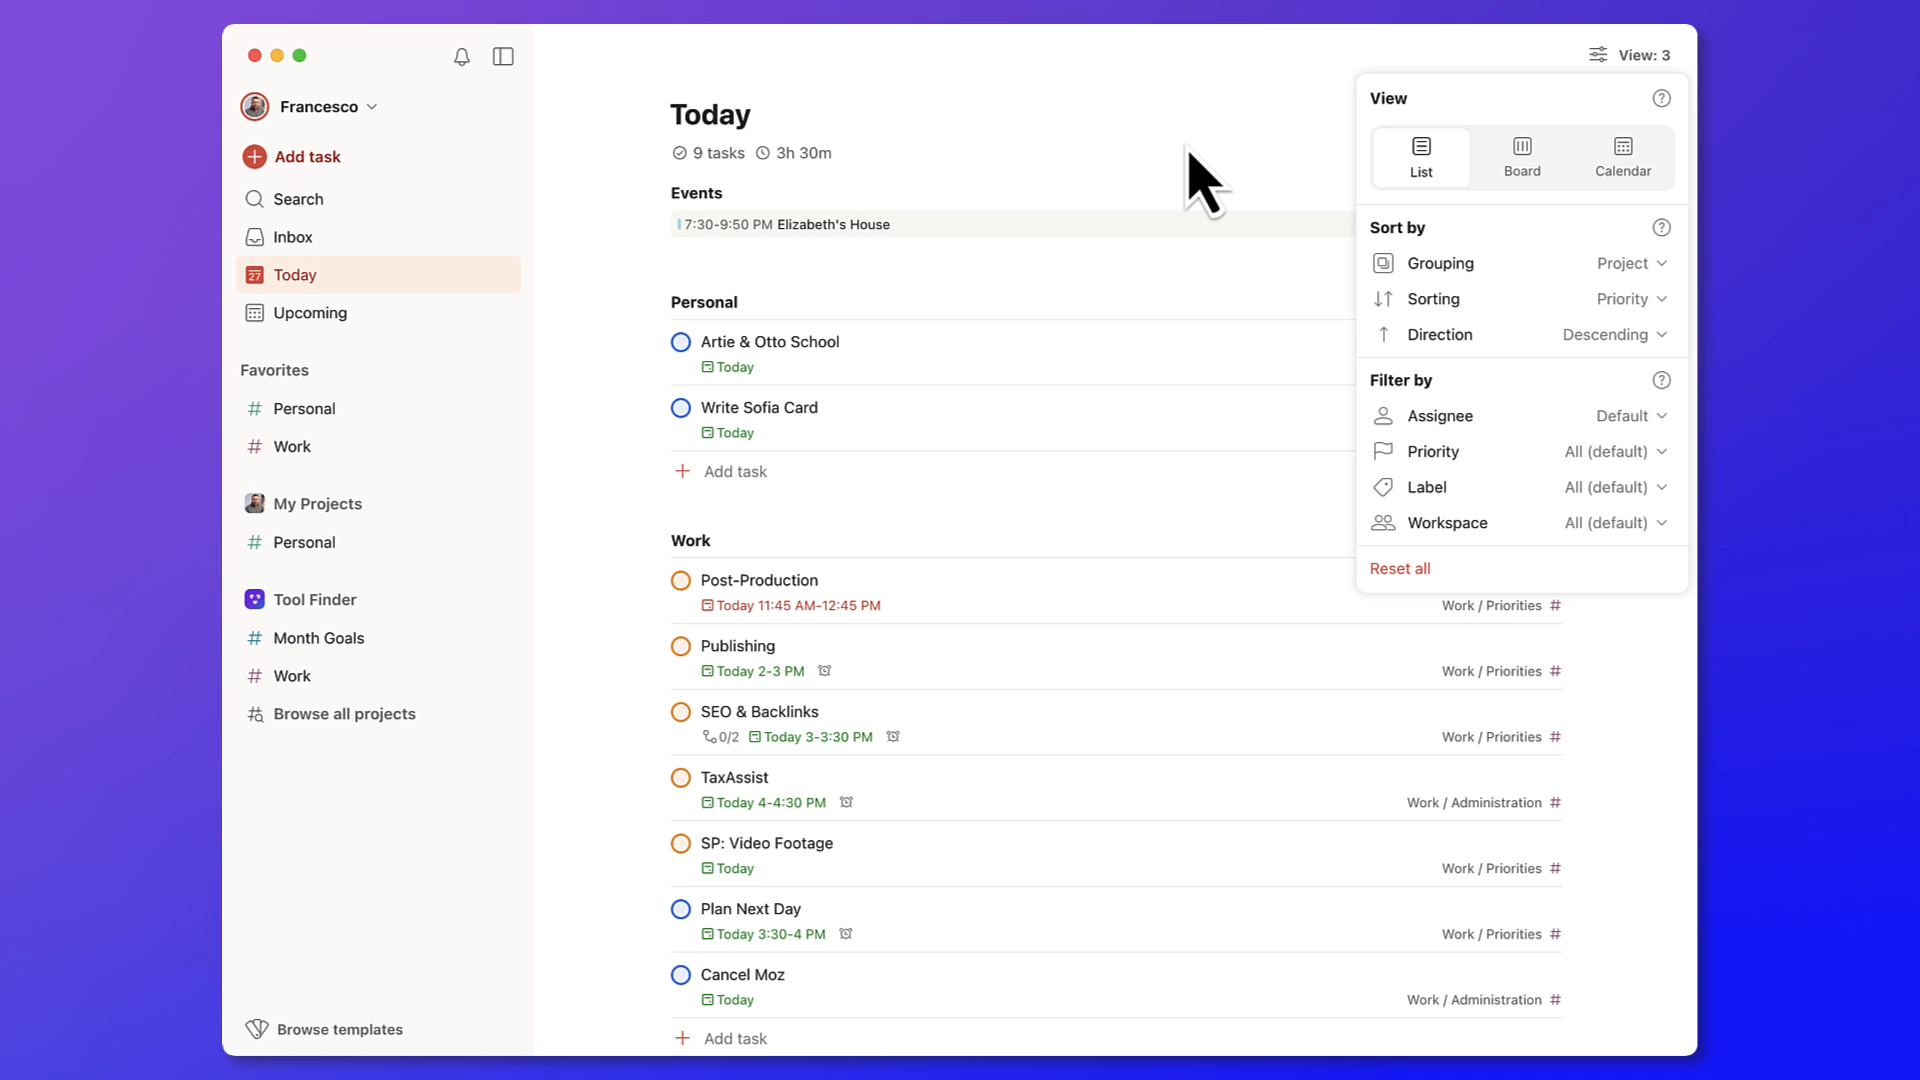 View: 3
Francesco
Add task
Search
Inbox
27 Today
Upcoming
Favorites
# Personal
# Work
My Projects
# Personal
Tool Finder
# Month Goals
# Work
Browse all projects
Browse templates
Today
9 tasks 3h 30m
Events
7:30-9:50 PM Elizabeth's House
Personal
Artie & Otto School
Today
Write Sofia Card
Today
+ Add task
Work
Post-Production
Today 11:45 AM-12:45 PM Work / Priorities #
Publishing
Today 2-3 PM Work / Priorities #
SEO & Backlinks
0/2 Today 3-3:30 PM Work / Priorities #
TaxAssist
Today 4-4:30 PM Work / Administration #
SP: Video Footage
Today Work / Priorities #
Plan Next Day
Today 3:30-4 PM Work / Priorities #
Cancel Moz
Today Work / Administration #
+ Add task
View ?
List Board Calendar
Sort by ?
Grouping Project
Sorting Priority
Direction Descending
Filter by ?
Assignee Default
Priority All (default)
Label All (default)
Workspace All (default)
Reset all